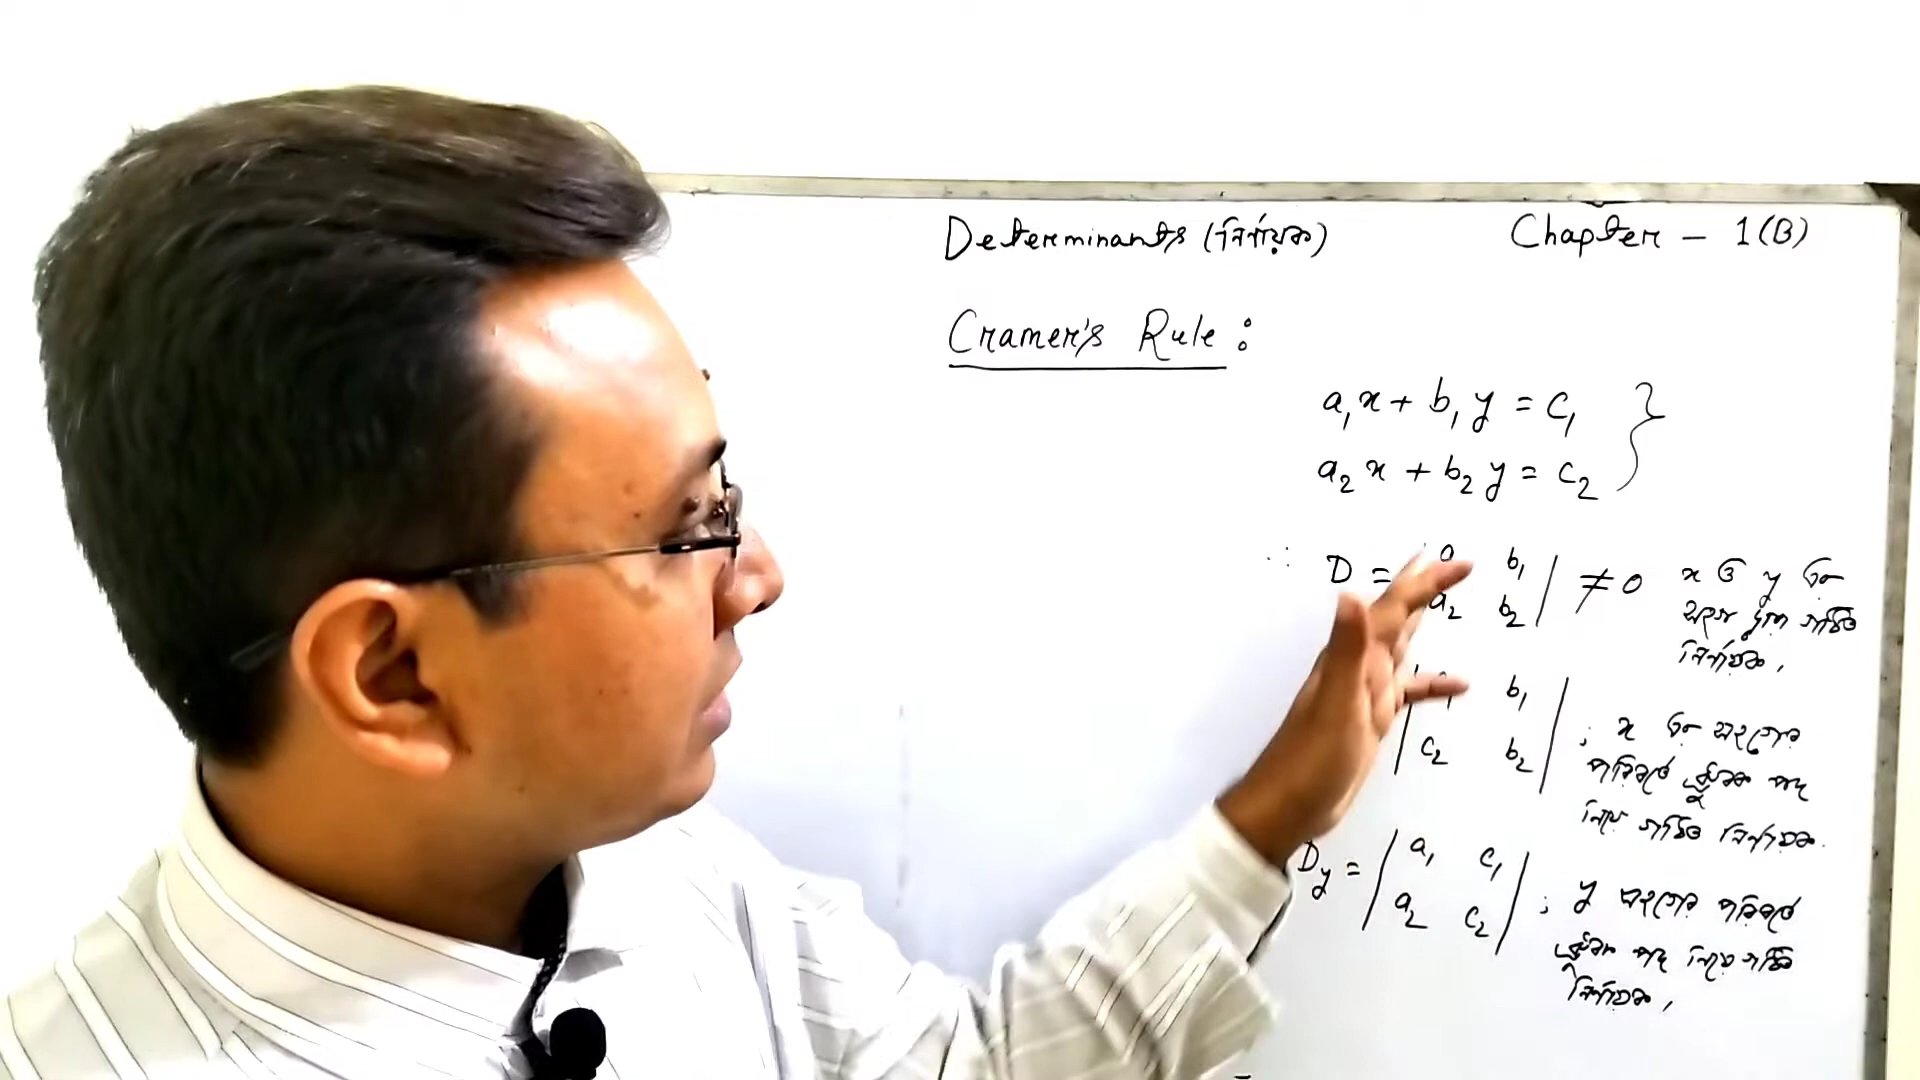 Determinants (নির্ণায়ক)
Chapter – 1(B)
Cramer's Rule :
a₁x + b₁y = c₁ }
a₂x + b₂y = c₂
∴ D = | a b₁ | ≠ 0
a₂ b₂
x ও y এর
সহগ দ্বারা গঠিত
নির্ণায়ক,
| ₁ b₁ |
c₂ b₂
; x এর সহগের
পরিবর্তে ধ্রুবক পদ
নিয়ে গঠিত নির্ণায়ক.
Dy = | a₁ c₁ |
a₂ c₂
; y সহগের পরিবর্তে
ধ্রুবক পদ নিয়ে গঠিত
নির্ণায়ক,